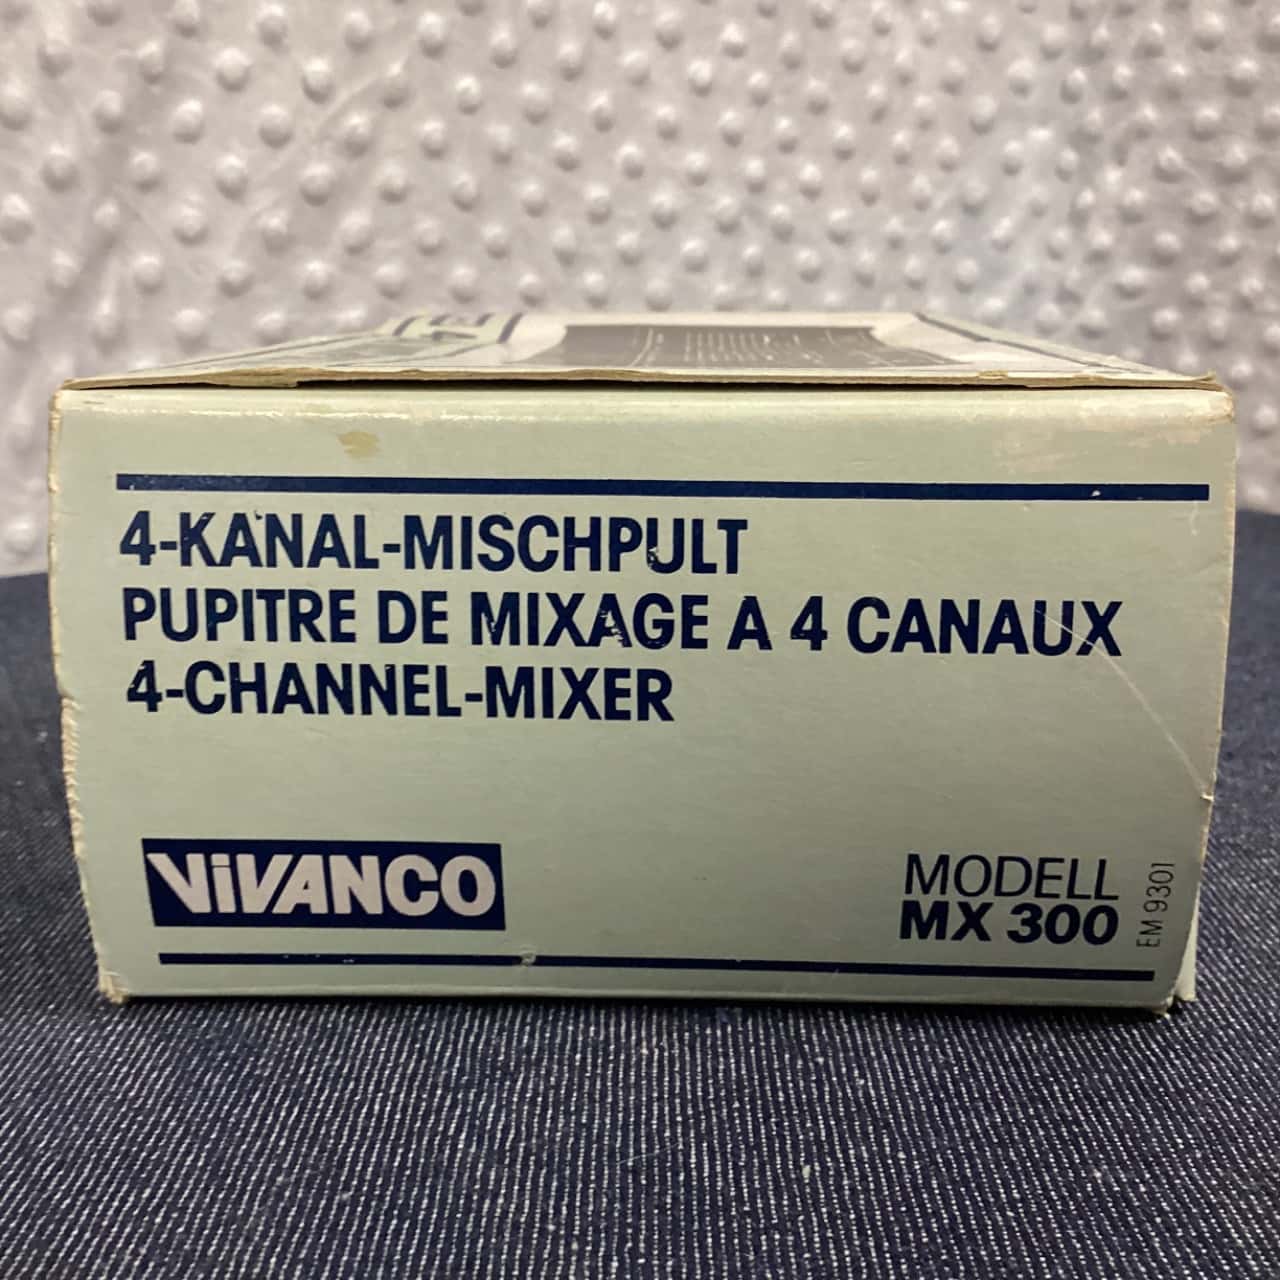 4-KANAL-MISCHPULT
PUPITRE DE MIXAGE A 4 CANAUX
4-CHANNEL-MIXER
ViVANCO
MODELL
MX 300
EM 9301